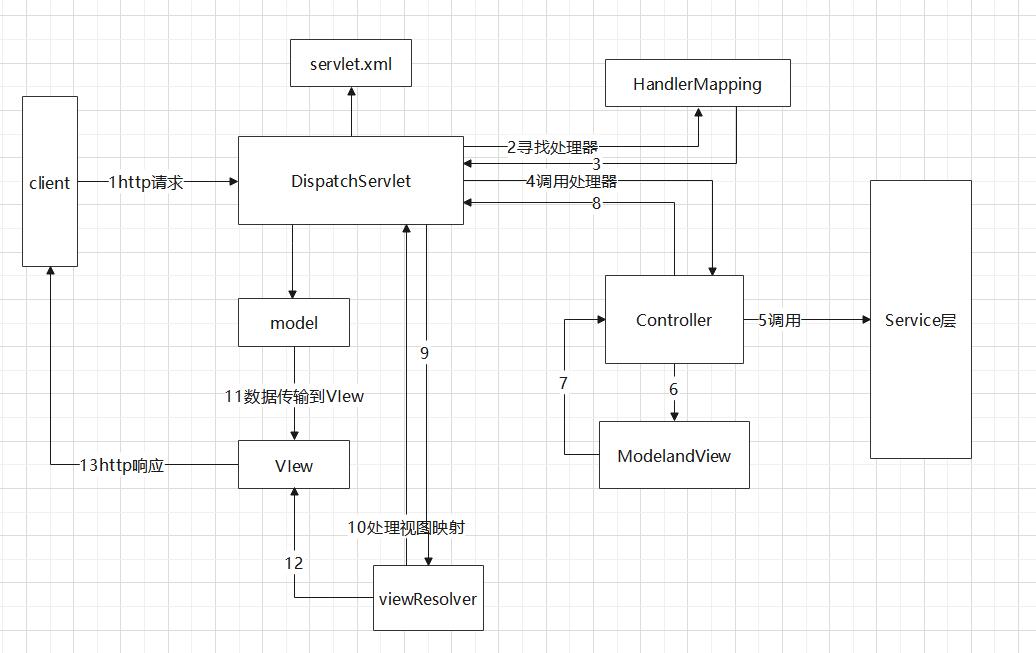 servlet.xml
HandlerMapping
client
1http请求
DispatchServlet
2寻找处理器
3
4调用处理器
8
model
Controller
5调用
Service层
9
7
6
11数据传输到VIew
ModelandView
13http响应
VIew
10处理视图映射
12
viewResolver